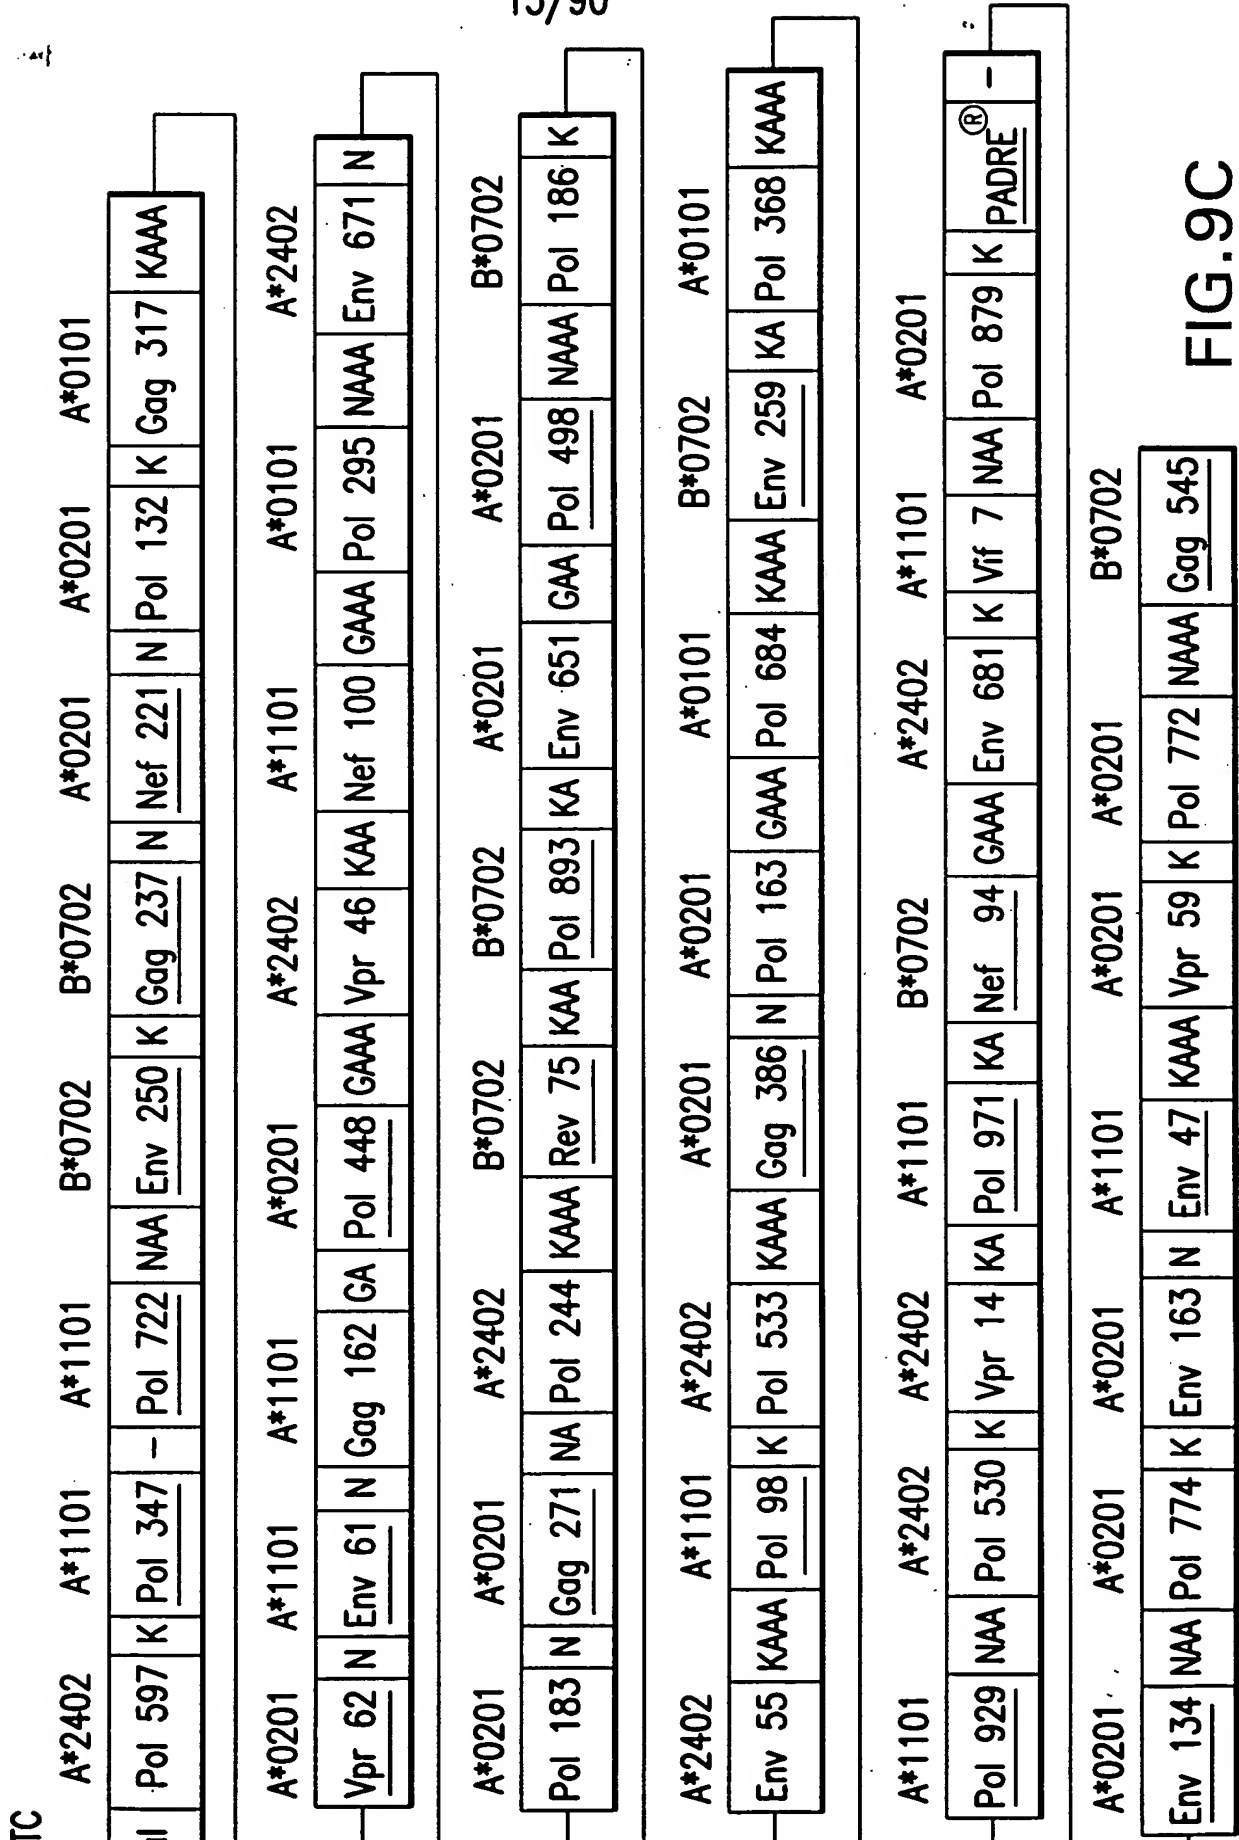 15/90
TC
A*2402 A*1101 A*1101 B*0702 B*0702 A*0201 A*0201 A*0101
Pol 597 K Pol 347 – Pol 722 NAA Env 250 K Gag 237 N Nef 221 N Pol 132 K Gag 317 KAAA
A*0201 A*1101 A*1101 A*0201 A*2402 A*1101 A*0101 A*2402
Vpr 62 N Env 61 N Gag 162 GA Pol 448 GAAA Vpr 46 KAA Nef 100 GAAA Pol 295 NAAA Env 671 N
A*0201 A*0201 A*2402 B*0702 B*0702 A*0201 A*0201 B*0702
Pol 183 N Gag 271 NA Pol 244 KAAA Rev 75 KAA Pol 893 KA Env 651 GAA Pol 498 NAAA Pol 186 K
A*2402 A*1101 A*2402 A*0201 A*0201 A*0101 B*0702 A*0101
Env 55 KAAA Pol 98 K Pol 533 KAAA Gag 386 N Pol 163 GAAA Pol 684 KAAA Env 259 KA Pol 368 KAAA
A*1101 A*2402 A*2402 A*1101 B*0702 A*2402 A*1101 A*0201
Pol 929 NAA Pol 530 K Vpr 14 KA Pol 971 KA Nef 94 GAAA Env 681 K Vif 7 NAA Pol 879 K PADRE® –
A*0201 A*0201 A*0201 A*1101 A*0201 A*0201 B*0702
Env 134 NAA Pol 774 K Env 163 N Env 47 KAAA Vpr 59 K Pol 772 NAAA Gag 545
FIG.9C